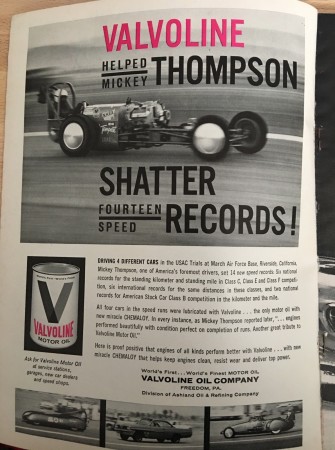 VALVOLINE
HELPED
MICKEY THOMPSON
SHATTER
FOURTEEN
SPEED RECORDS!
DRIVING 4 DIFFERENT CARS in the USAC Trials at March Air Force Base, Riverside, California,
Mickey Thompson, one of America's foremost drivers, set 14 new speed records. Six national
records for the standing kilometer and standing mile in Class C, Class E and Class F competi-
tion, six international records for the same distances in these classes, and two national
records for American Stock Car Class B competition in the kilometer and the mile.
All four cars in the speed runs were lubricated with Valvoline . . . the only motor oil with
new miracle CHEMALOY. In every instance, as Mickey Thompson reported later, ". . . engines
performed beautifully with condition perfect on completion of runs. Another great tribute to
Valvoline Motor Oil."
Here is proof positive that engines of all kinds perform better with Valvoline . . . with new
miracle CHEMALOY that helps keep engines clean, resist wear and deliver top power.
V
VALVOLINE
MOTOR OIL
Ask for Valvoline Motor Oil
at service stations,
garages, new car dealers
and speed shops.
World's First . . . World's Finest MOTOR OIL
VALVOLINE OIL COMPANY
FREEDOM, PA.
Division of Ashland Oil & Refining Company